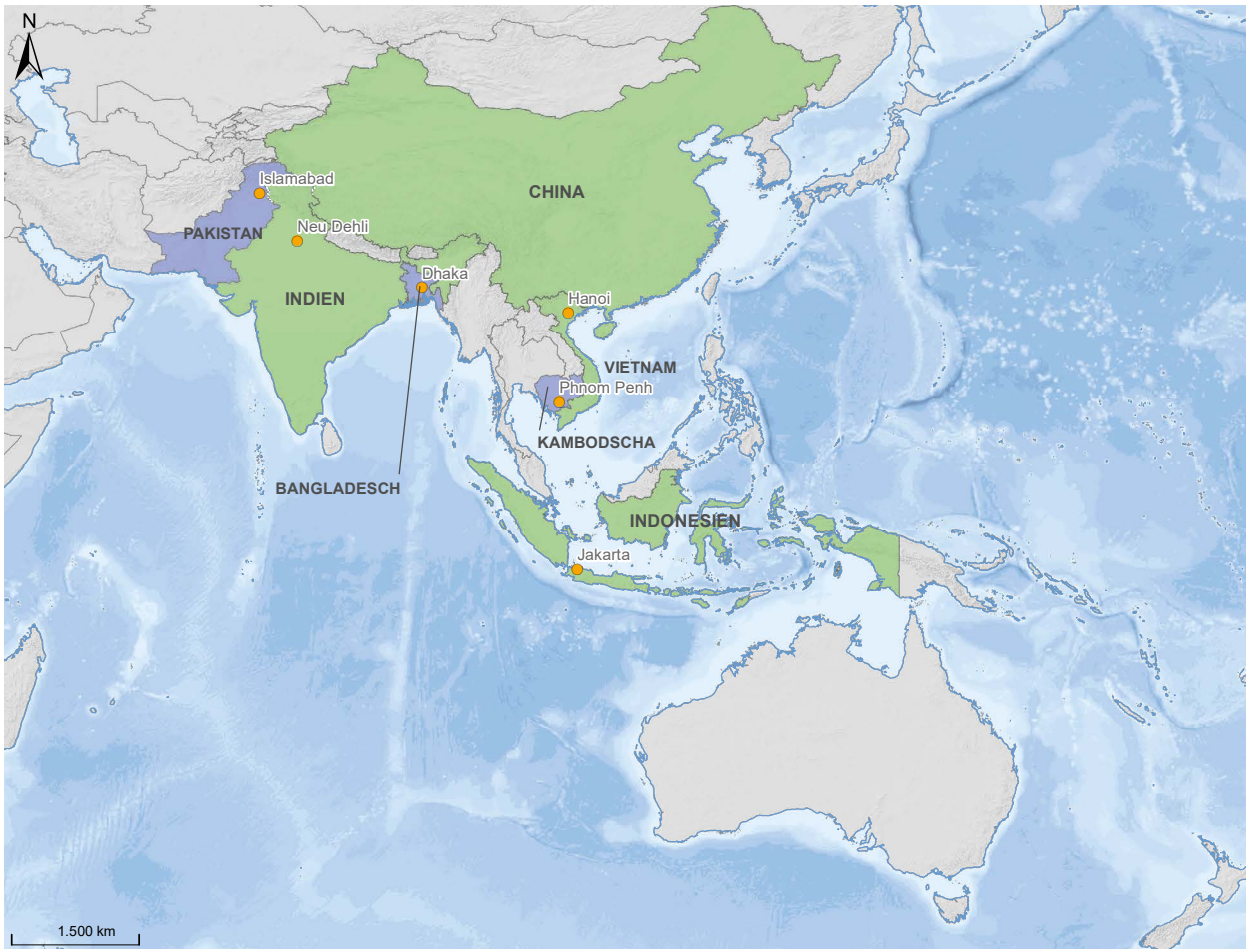 N
Islamabad
CHINA
PAKISTAN
Neu Dehli
Dhaka
INDIEN
Hanoi
VIETNAM
Phnom Penh
KAMBODSCHA
BANGLADESCH
INDONESIEN
Jakarta
1.500 km